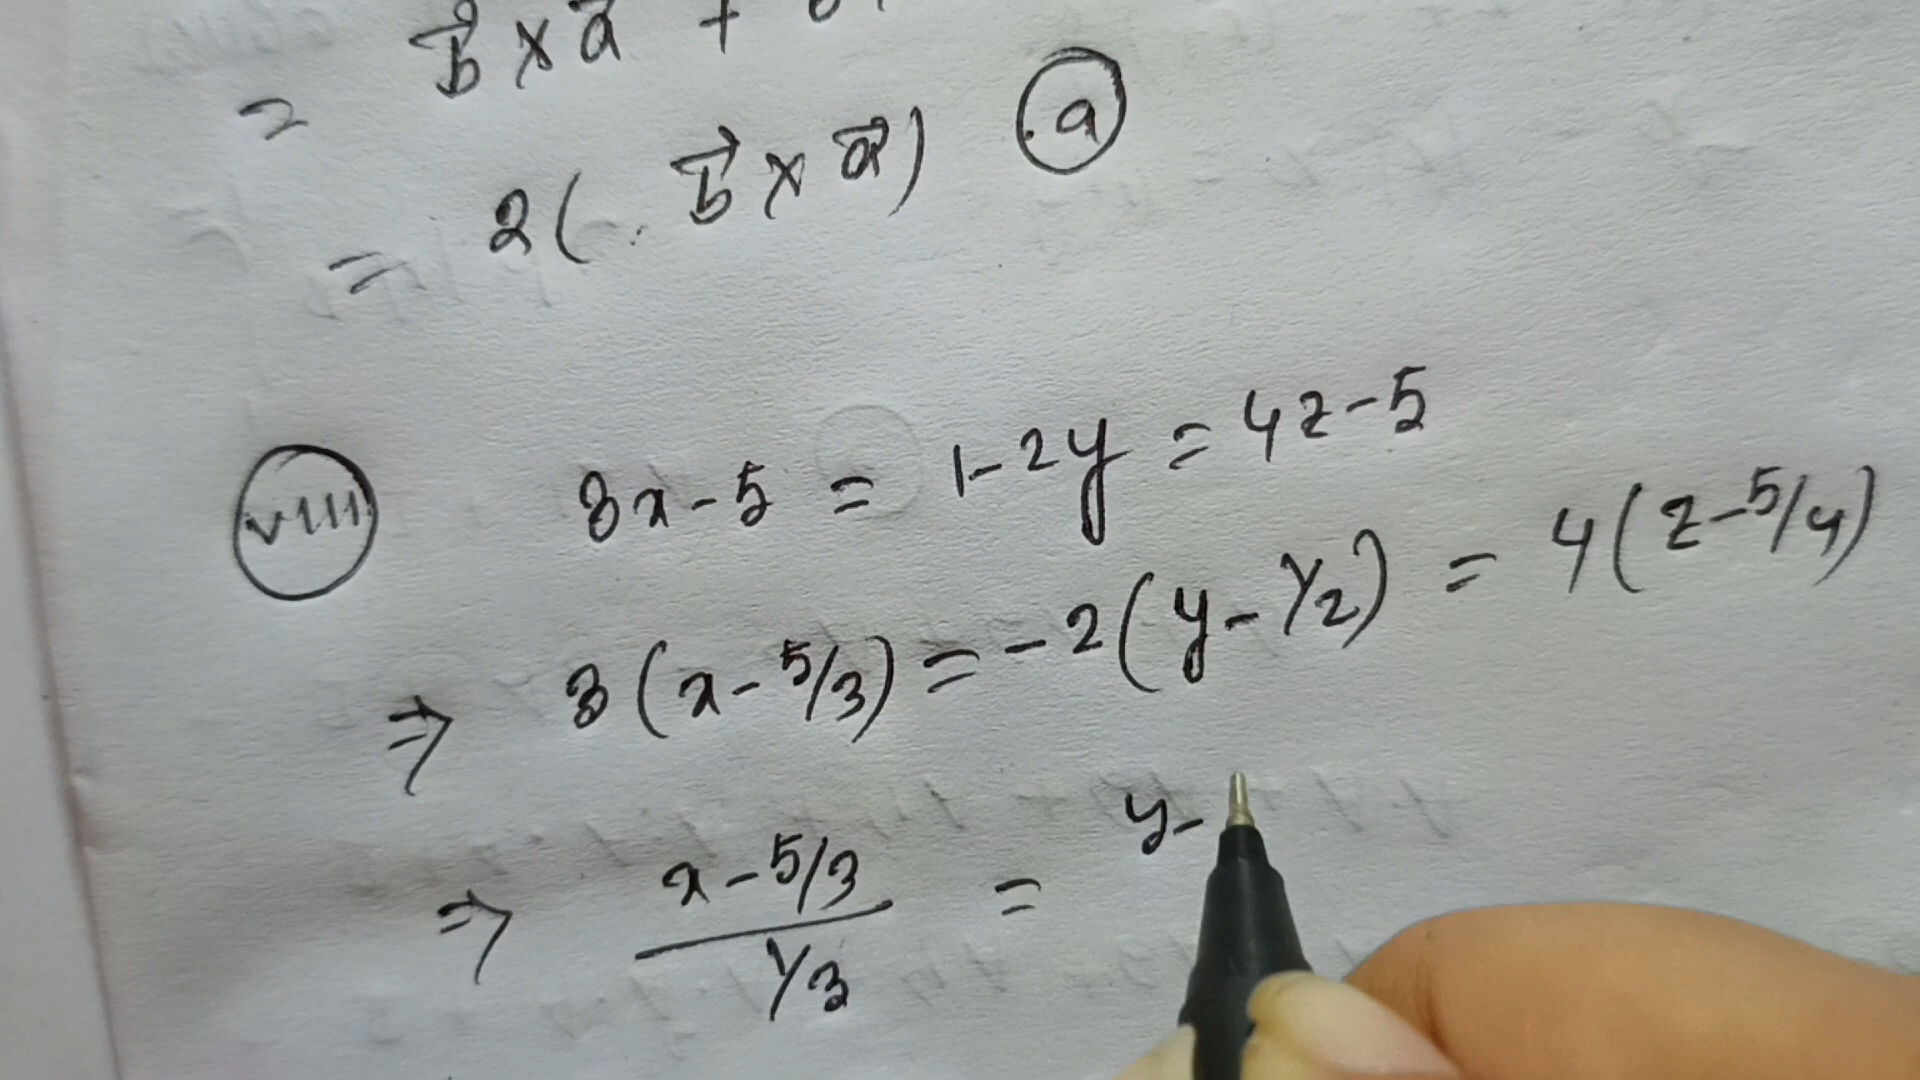 = b⃗ × a⃗ +
= 2( b⃗ × a⃗ ) (a)
(viii) 3x - 5 = 1 - 2y = 4z - 5
⇒ 3(x - 5/3) = -2(y - 1/2) = 4(z - 5/4)
⇒ (x - 5/3)/(1/3) = y -